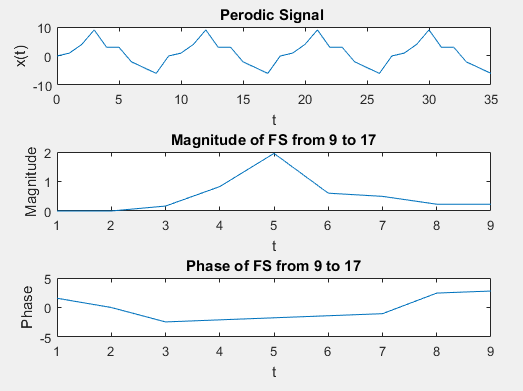 Perodic Signal
10
0
-10
x(t)
0 5 10 15 20 25 30 35
t
Magnitude of FS from 9 to 17
2
1
0
Magnitude
1 2 3 4 5 6 7 8 9
t
Phase of FS from 9 to 17
5
0
-5
Phase
1 2 3 4 5 6 7 8 9
t